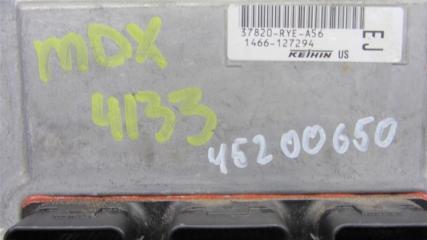 37820-RYE-A56
1466-127294
KEIHIN US
EJ
MDX
4133
45200650